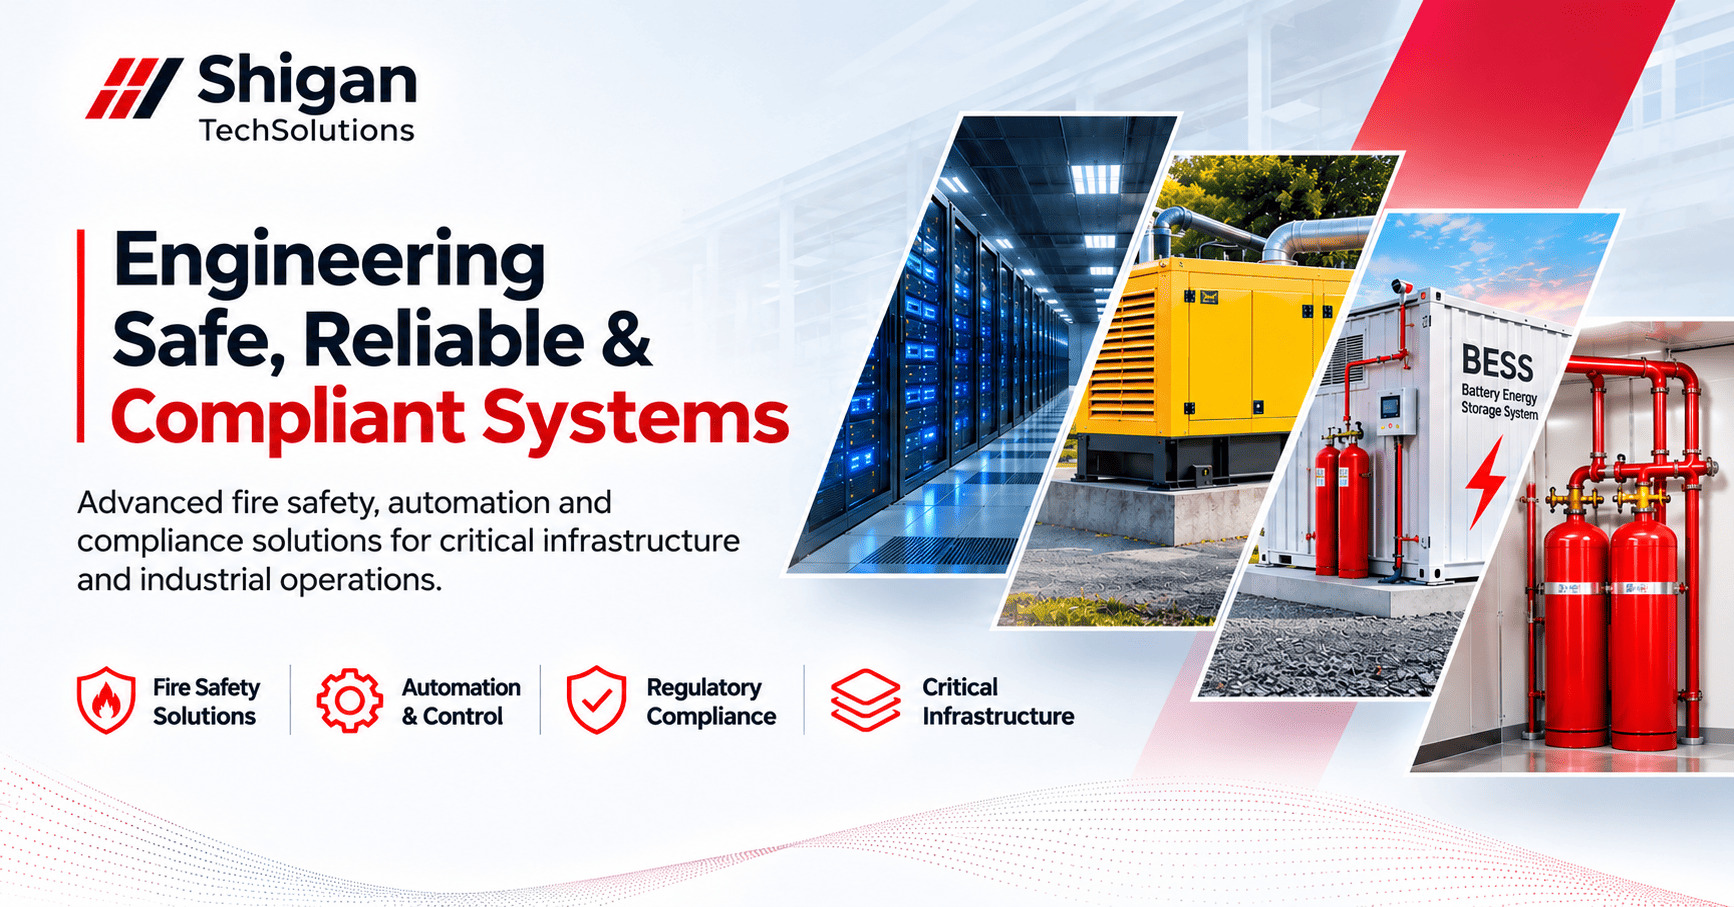 Shigan
TechSolutions
Engineering
Safe, Reliable &
Compliant Systems
Advanced fire safety, automation and
compliance solutions for critical infrastructure
and industrial operations.
Fire Safety
Solutions
Automation
& Control
Regulatory
Compliance
Critical
Infrastructure
BESS
Battery Energy
Storage System